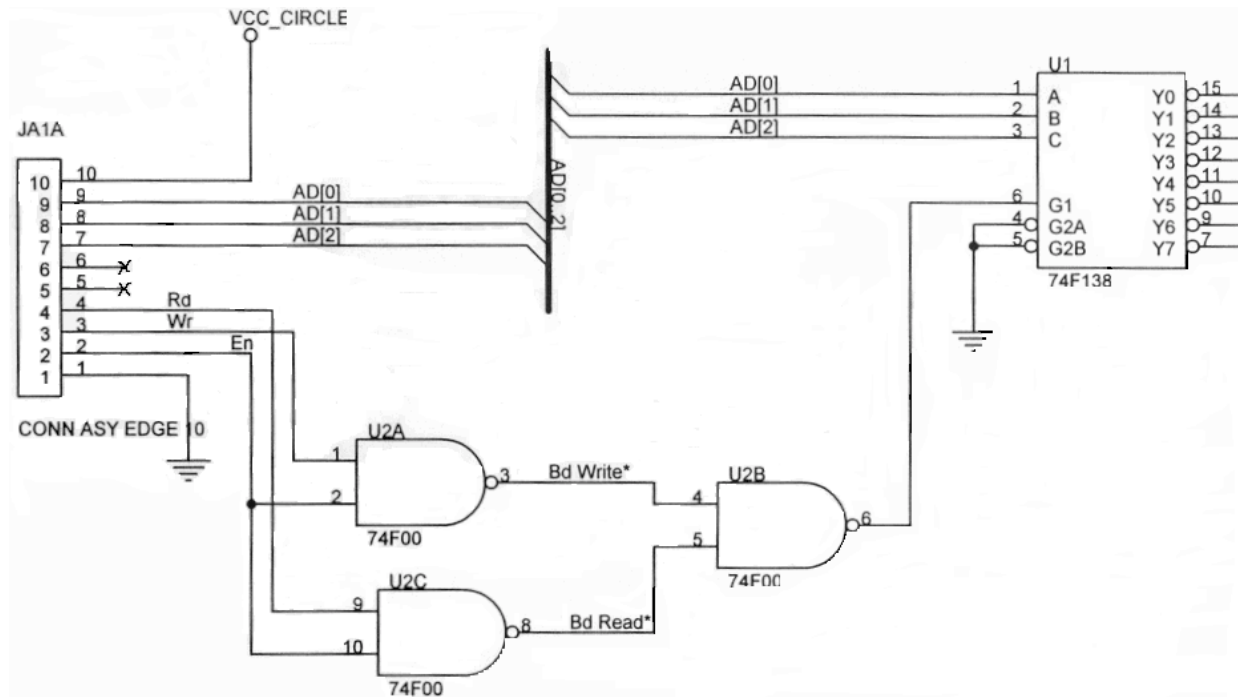 VCC_CIRCLE
JA1A
10 10
9 9 AD[0]
8 8 AD[1]
7 7 AD[2]
6 6
5 5
4 4 Rd
3 3 Wr
2 2 En
1 1
CONN ASY EDGE 10
AD[0..2]
U1
AD[0] 1 A Y0 15
AD[1] 2 B Y1 14
AD[2] 3 C Y2 13
Y3 12
Y4 11
6 G1 Y5 10
4 G2A Y6 9
5 G2B Y7 7
74F138
U2A
1
2
3 Bd Write*
74F00
U2B
4
5
6
74F00
U2C
9
10
8 Bd Read*
74F00